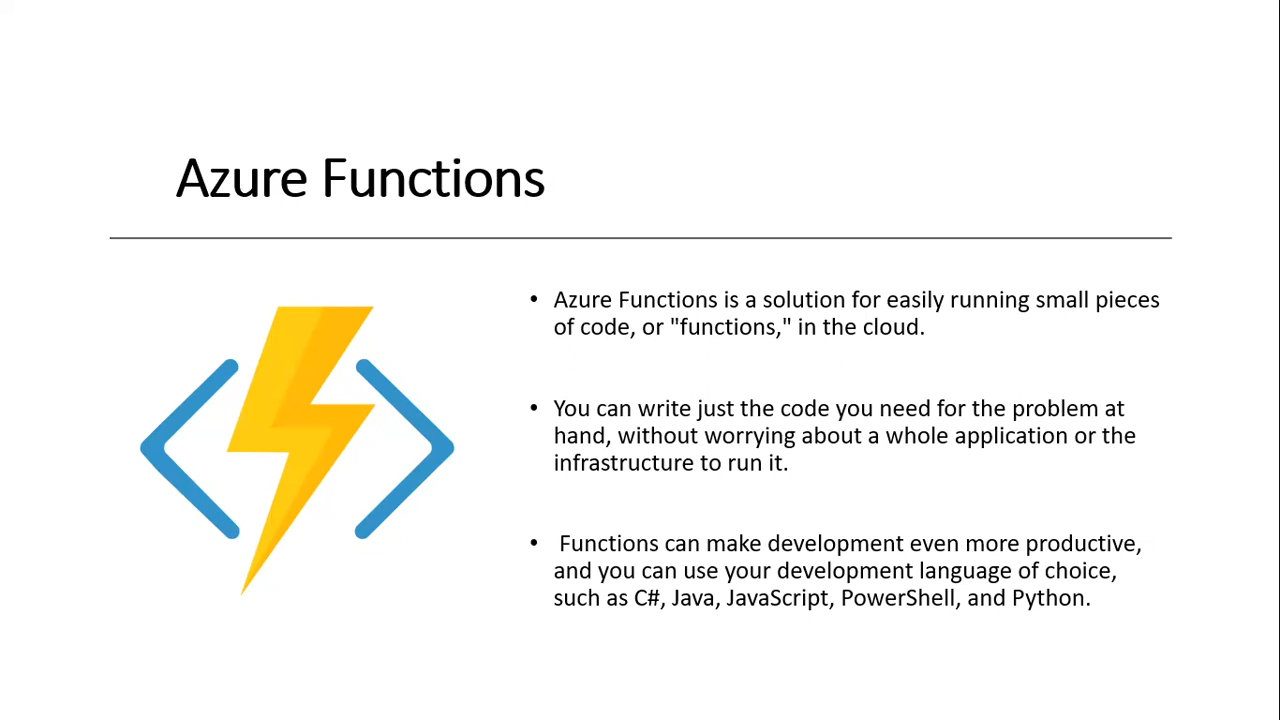 Azure Functions
• Azure Functions is a solution for easily running small pieces
of code, or "functions," in the cloud.
• You can write just the code you need for the problem at
hand, without worrying about a whole application or the
infrastructure to run it.
• Functions can make development even more productive,
and you can use your development language of choice,
such as C#, Java, JavaScript, PowerShell, and Python.